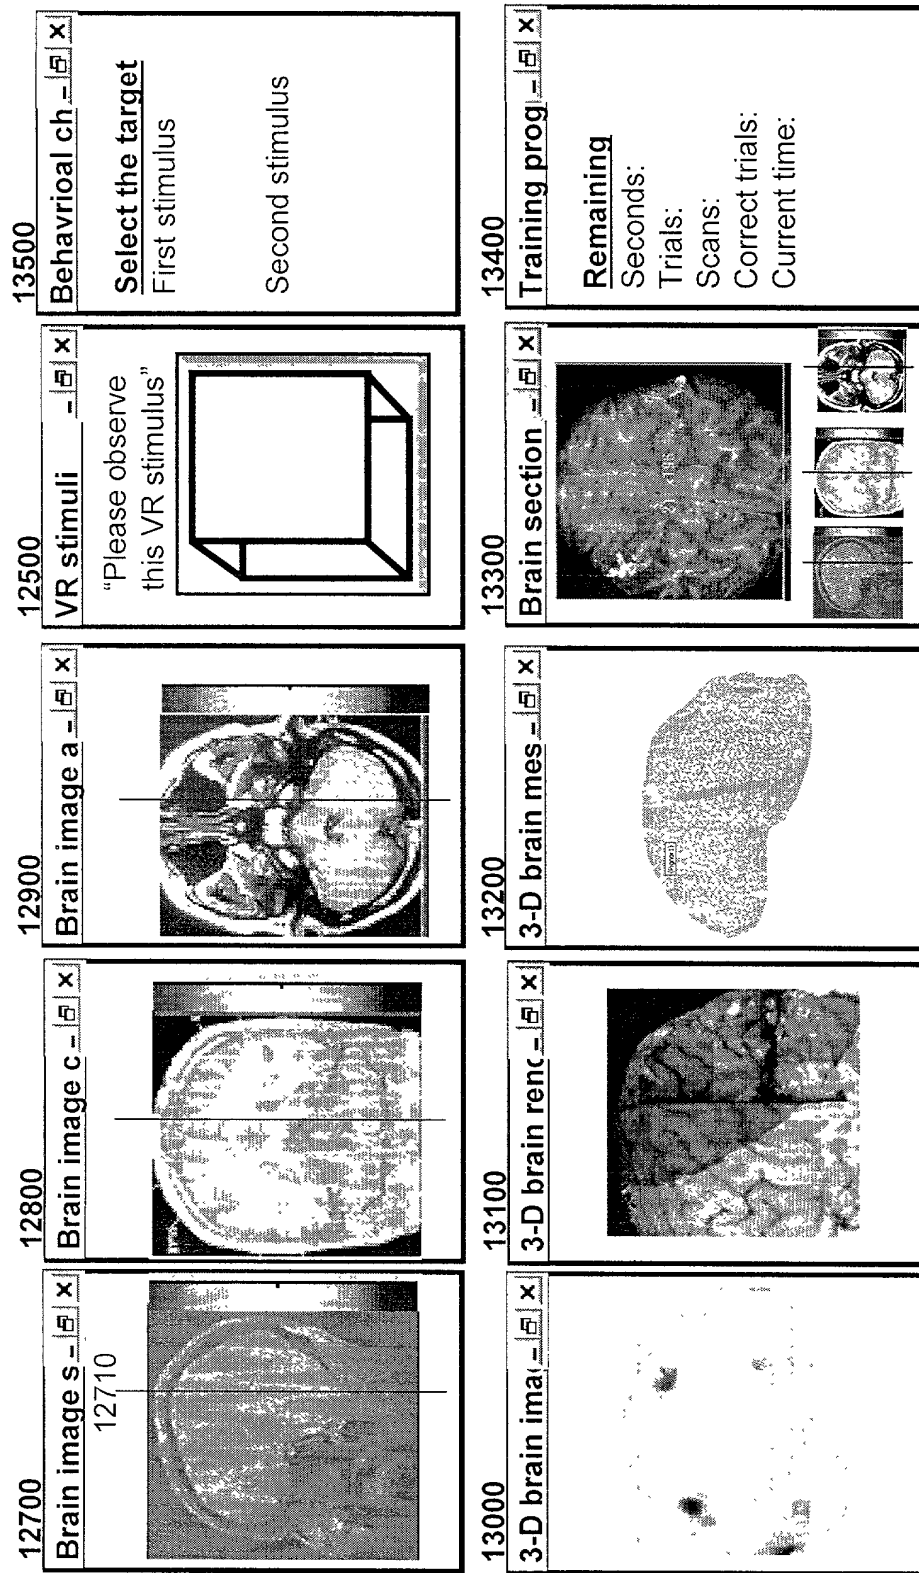 12700
Brain image s
12710
12800
Brain image c
12900
Brain image a
12500
VR stimuli
“Please observe
this VR stimulus”
13500
Behavrioal ch
Select the target
First stimulus
Second stimulus
13000
3-D brain ima
13100
3-D brain ren
13200
3-D brain mes
13300
Brain section
13400
Training prog
Remaining
Seconds:
Trials:
Scans:
Correct trials:
Current time: